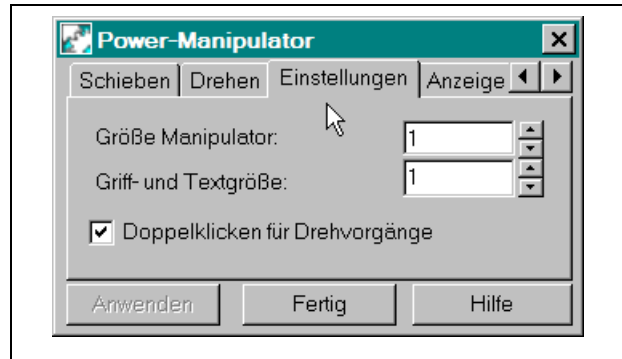 Power-Manipulator
Schieben Drehen Einstellungen Anzeige
Größe Manipulator: 1
Griff- und Textgröße: 1
Doppelklicken für Drehvorgänge
Anwenden Fertig Hilfe